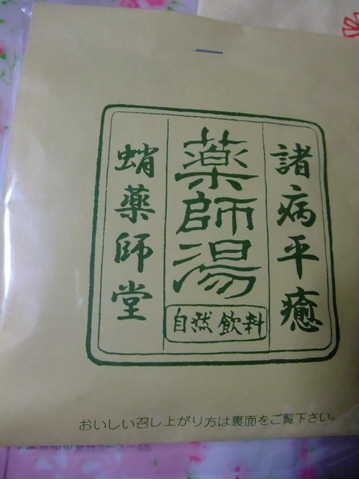 諸病平癒
薬師湯
自然飲料
蛸薬師堂
おいしい召し上がり方は裏面をご覧下さい。